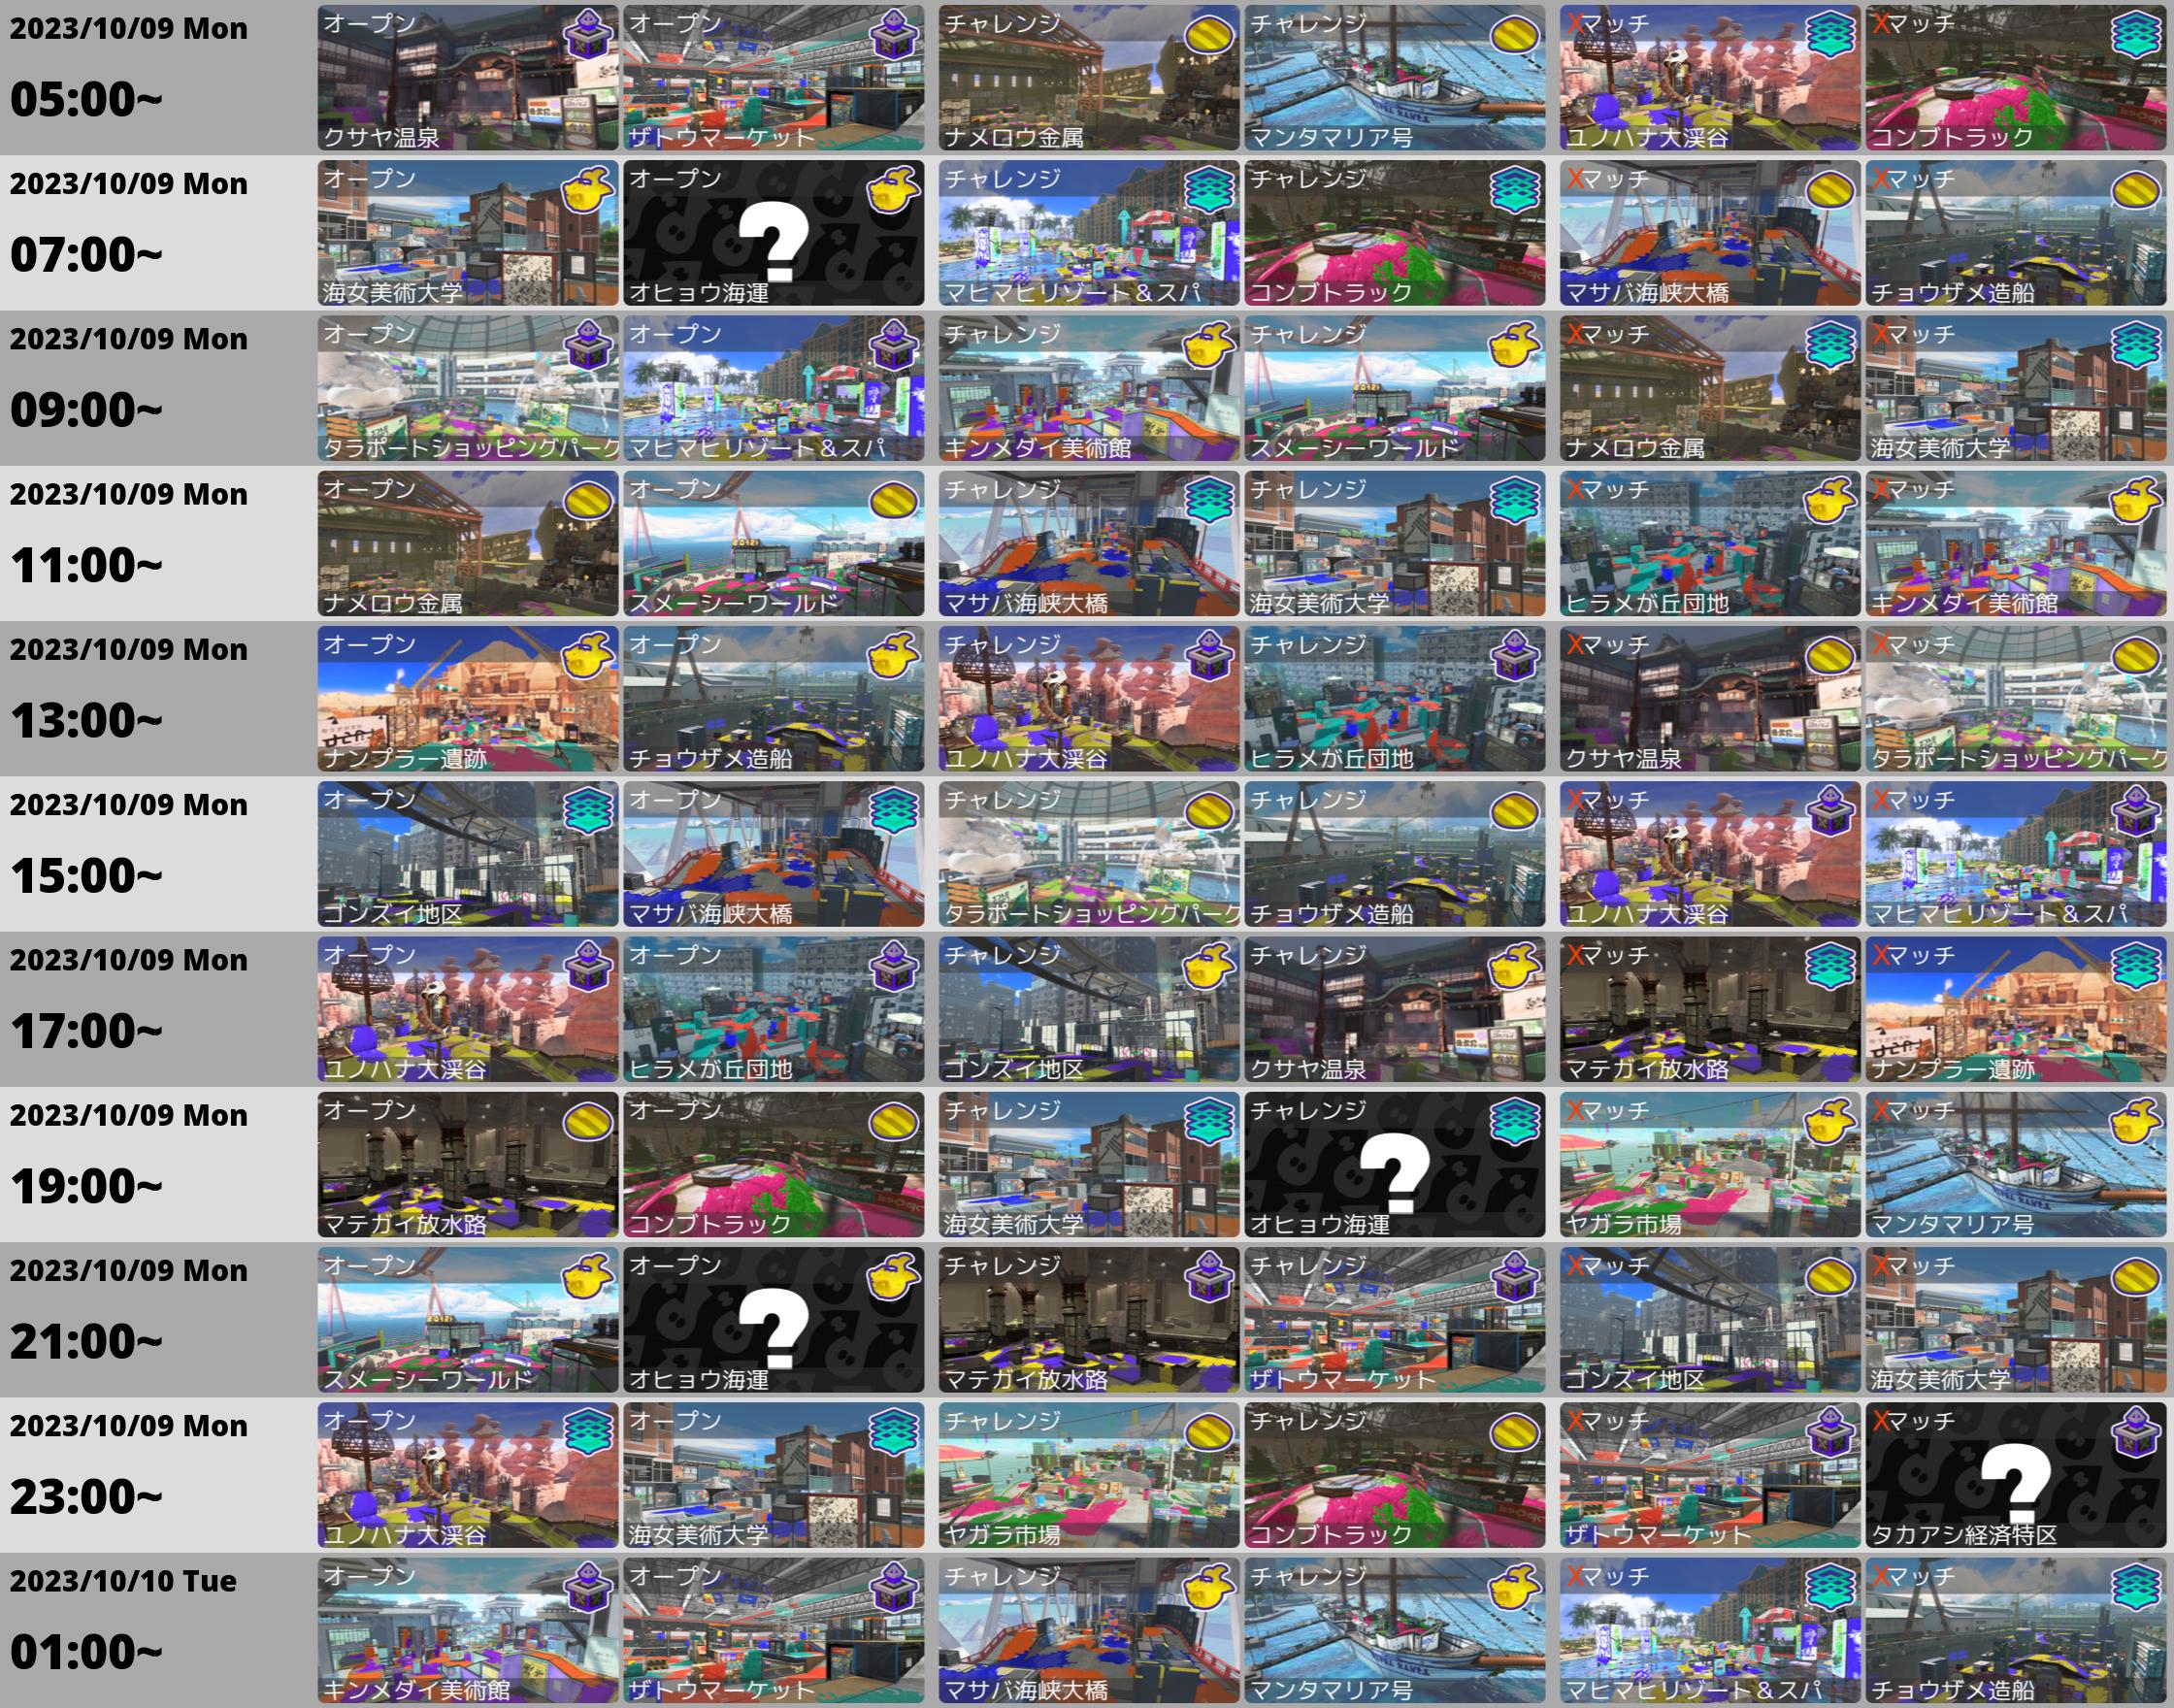 2023/10/09 Mon
05:00~
オープン オープン チャレンジ チャレンジ Xマッチ Xマッチ
クサヤ温泉 ザトウマーケット ナメロウ金属 マンタマリア号 ユノハナ大渓谷 コンブトラック
2023/10/09 Mon
07:00~
オープン オープン チャレンジ チャレンジ Xマッチ Xマッチ
?
海女美術大学 オヒョウ海運 マヒマヒリゾート&スパ コンブトラック マサバ海峡大橋 チョウザメ造船
2023/10/09 Mon
09:00~
オープン オープン チャレンジ チャレンジ Xマッチ Xマッチ
タラポートショッピングパーク マヒマヒリゾート&スパ キンメダイ美術館 スメーシーワールド ナメロウ金属 海女美術大学
2023/10/09 Mon
11:00~
オープン オープン チャレンジ チャレンジ Xマッチ Xマッチ
ナメロウ金属 スメーシーワールド マサバ海峡大橋 海女美術大学 ヒラメが丘団地 キンメダイ美術館
2023/10/09 Mon
13:00~
オープン オープン チャレンジ チャレンジ Xマッチ Xマッチ
ナンプラー遺跡 チョウザメ造船 ユノハナ大渓谷 ヒラメが丘団地 クサヤ温泉 タラポートショッピングパーク
2023/10/09 Mon
15:00~
オープン オープン チャレンジ チャレンジ Xマッチ Xマッチ
ゴンズイ地区 マサバ海峡大橋 タラポートショッピングパーク チョウザメ造船 ユノハナ大渓谷 マヒマヒリゾート&スパ
2023/10/09 Mon
17:00~
オープン オープン チャレンジ チャレンジ Xマッチ Xマッチ
ユノハナ大渓谷 ヒラメが丘団地 ゴンズイ地区 クサヤ温泉 マテガイ放水路 ナンプラー遺跡
2023/10/09 Mon
19:00~
オープン オープン チャレンジ チャレンジ Xマッチ Xマッチ
?
マテガイ放水路 コンブトラック 海女美術大学 オヒョウ海運 ヤガラ市場 マンタマリア号
2023/10/09 Mon
21:00~
オープン オープン チャレンジ チャレンジ Xマッチ Xマッチ
?
スメーシーワールド オヒョウ海運 マテガイ放水路 ザトウマーケット ゴンズイ地区 海女美術大学
2023/10/09 Mon
23:00~
オープン オープン チャレンジ チャレンジ Xマッチ Xマッチ
?
ユノハナ大渓谷 海女美術大学 ヤガラ市場 コンブトラック ザトウマーケット タカアシ経済特区
2023/10/10 Tue
01:00~
オープン オープン チャレンジ チャレンジ Xマッチ Xマッチ
キンメダイ美術館 ザトウマーケット マサバ海峡大橋 マンタマリア号 マヒマヒリゾート&スパ チョウザメ造船